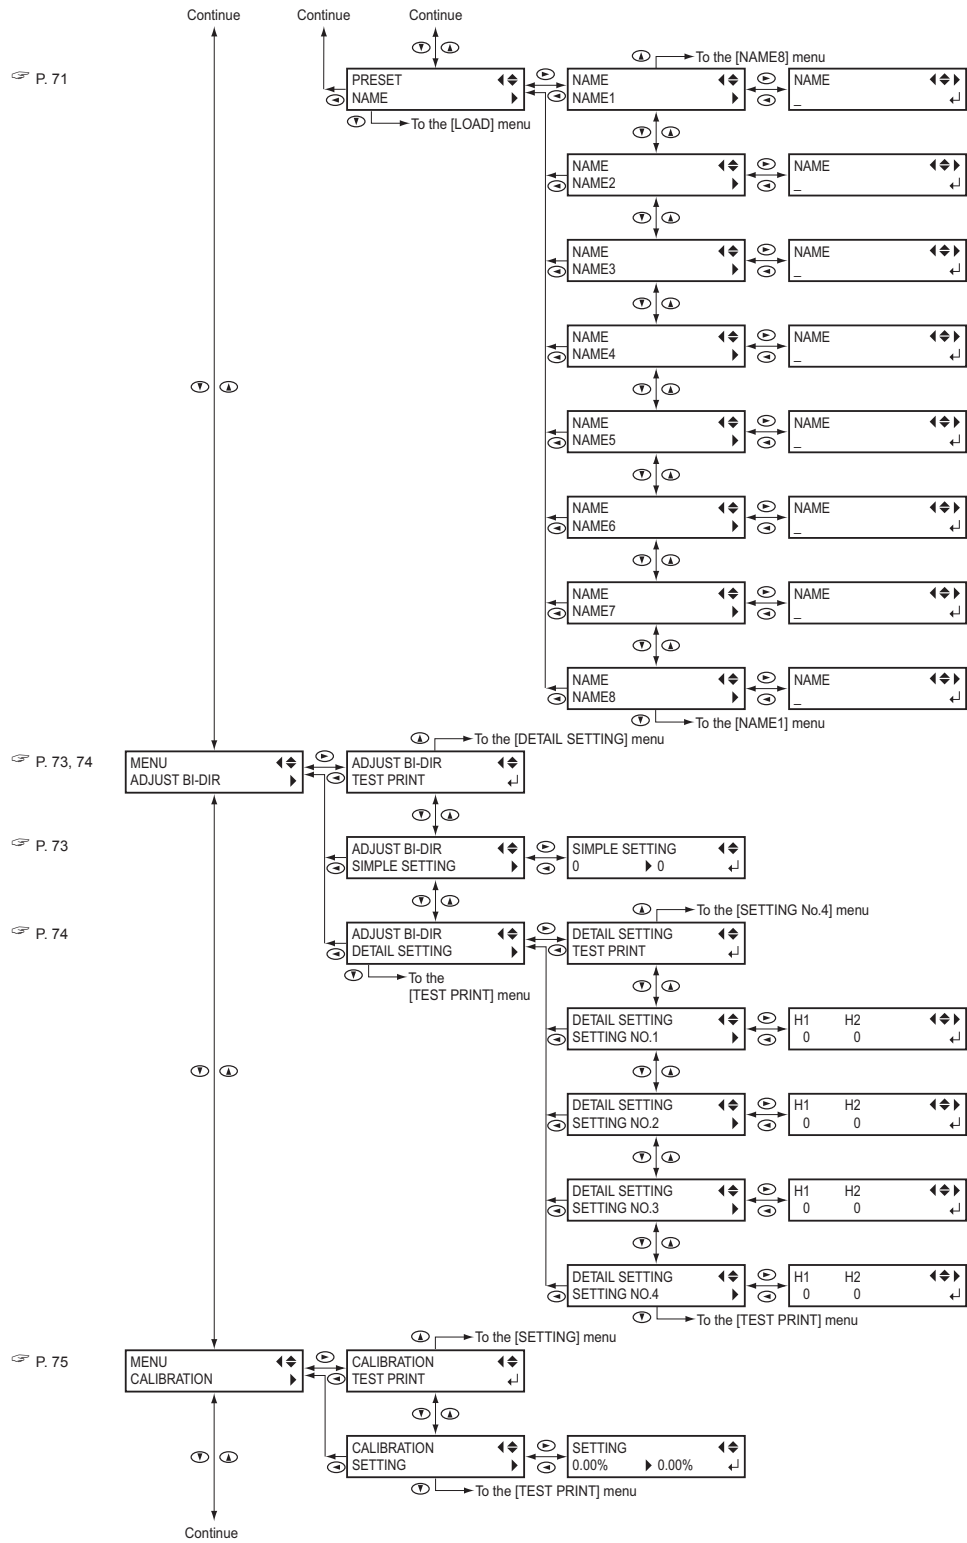 Continue
Continue
Continue
To the [NAME8] menu
P. 71
PRESET
NAME
NAME
NAME1
NAME
_
To the [LOAD] menu
NAME
NAME2
NAME
_
NAME
NAME3
NAME
_
NAME
NAME4
NAME
_
NAME
NAME5
NAME
_
NAME
NAME6
NAME
_
NAME
NAME7
NAME
_
NAME
NAME8
NAME
_
To the [NAME1] menu
To the [DETAIL SETTING] menu
P. 73, 74
MENU
ADJUST BI-DIR
ADJUST BI-DIR
TEST PRINT
P. 73
ADJUST BI-DIR
SIMPLE SETTING
SIMPLE SETTING
0 0
To the [SETTING No.4] menu
P. 74
ADJUST BI-DIR
DETAIL SETTING
DETAIL SETTING
TEST PRINT
To the
[TEST PRINT] menu
DETAIL SETTING
SETTING NO.1
H1 H2
0 0
DETAIL SETTING
SETTING NO.2
H1 H2
0 0
DETAIL SETTING
SETTING NO.3
H1 H2
0 0
DETAIL SETTING
SETTING NO.4
H1 H2
0 0
To the [TEST PRINT] menu
To the [SETTING] menu
P. 75
MENU
CALIBRATION
CALIBRATION
TEST PRINT
CALIBRATION
SETTING
SETTING
0.00% 0.00%
To the [TEST PRINT] menu
Continue